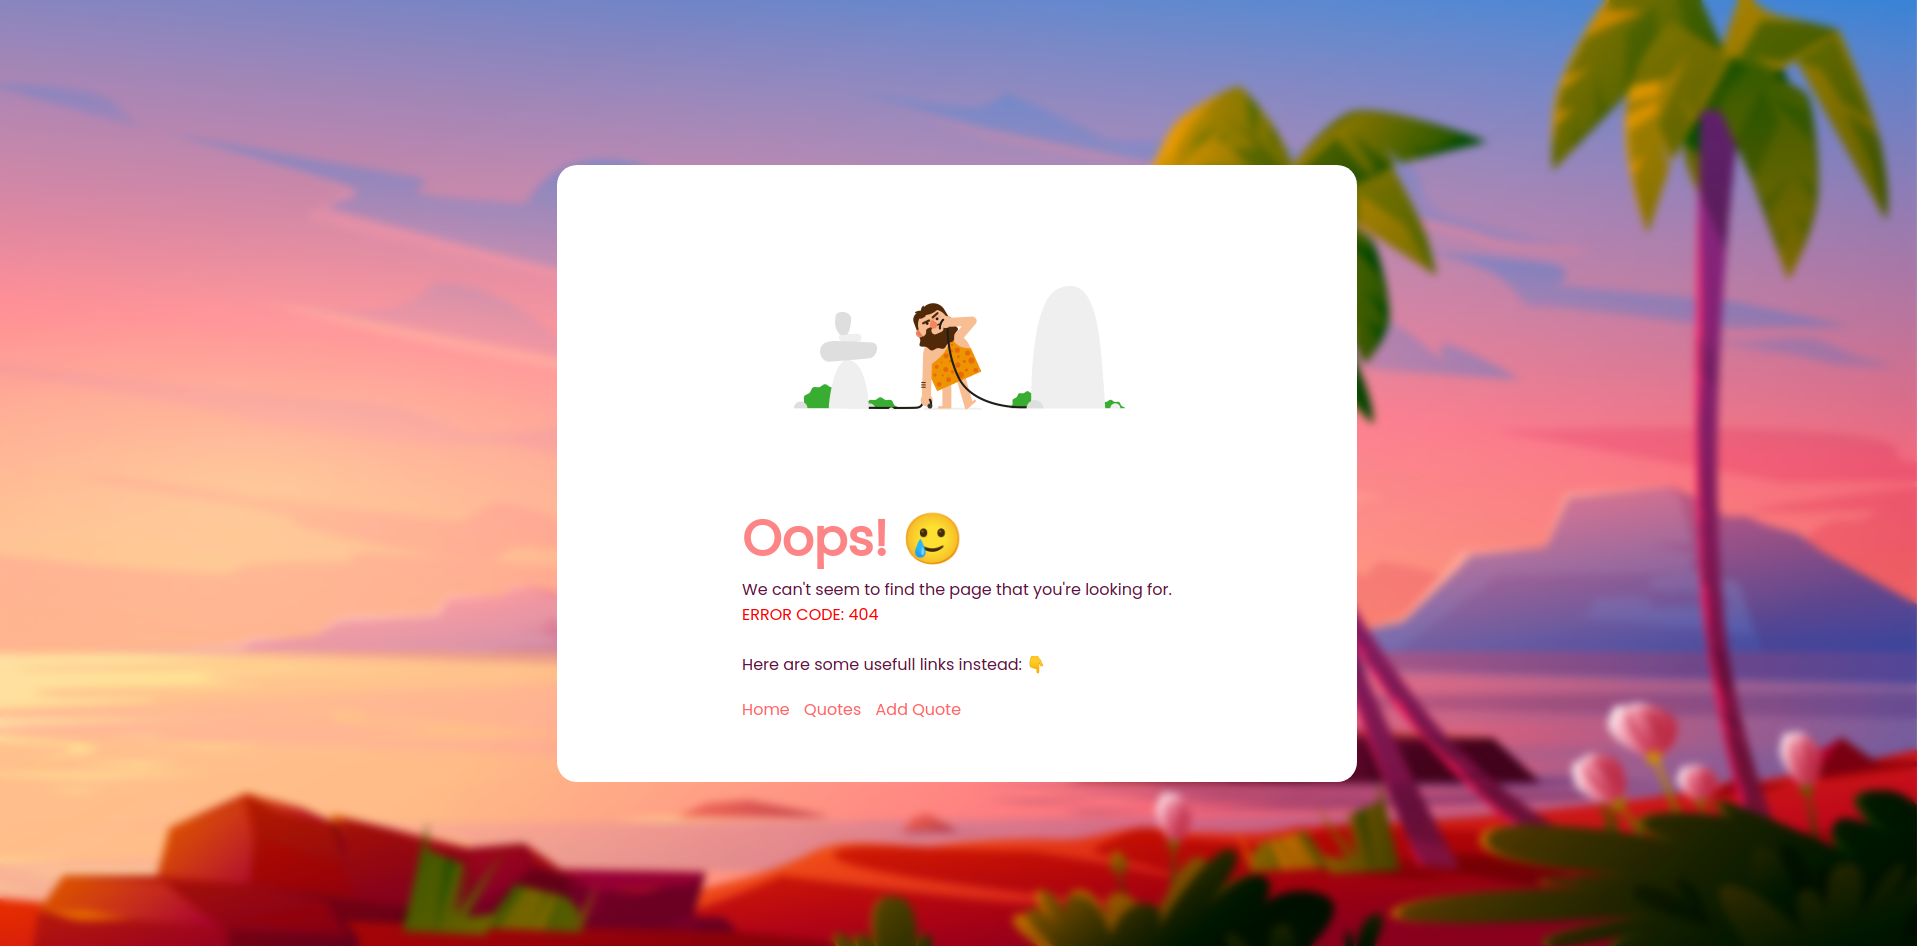 Oops! 🥲
We can't seem to find the page that you're looking for.
ERROR CODE: 404
Here are some usefull links instead: 👇
Home Quotes Add Quote